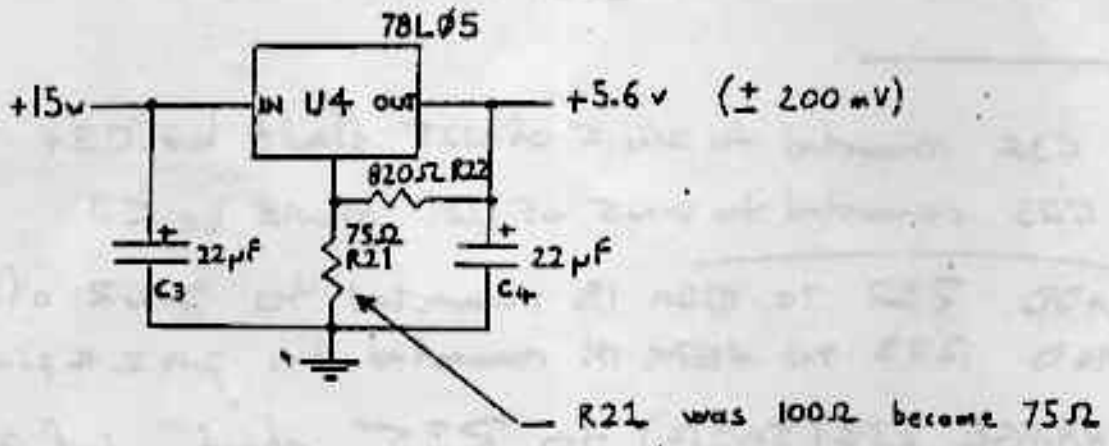 78LØ5
+15v IN U4 OUT +5.6 v (± 200 mV)
820Ω R22
75Ω
R21
+ 22µF
C3
+ 22µF
C4
R21 was 100Ω become 75Ω